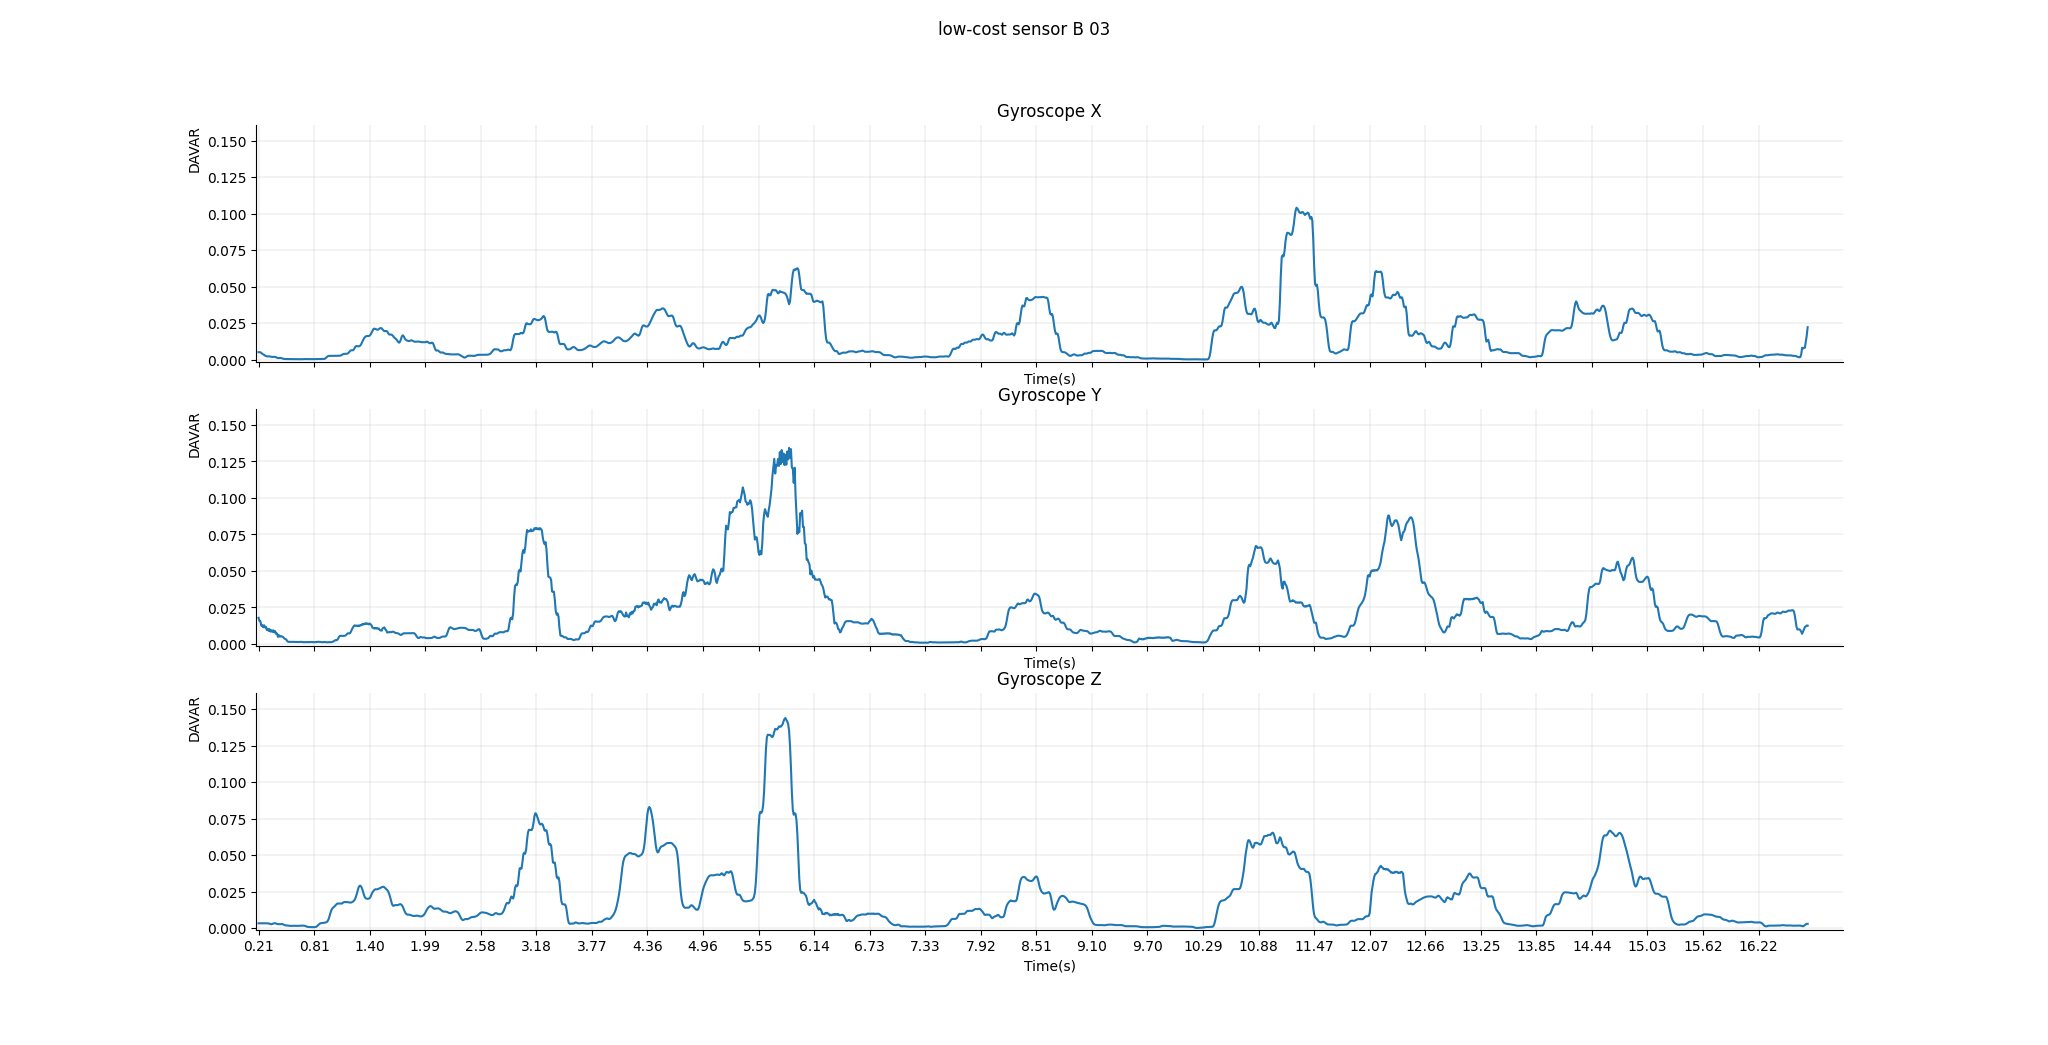 low-cost sensor B 03
Gyroscope X
DAVAR
0.150
0.125
0.100
0.075
0.050
0.025
0.000
Time(s)
Gyroscope Y
DAVAR
0.150
0.125
0.100
0.075
0.050
0.025
0.000
Time(s)
Gyroscope Z
DAVAR
0.150
0.125
0.100
0.075
0.050
0.025
0.000
0.21 0.81 1.40 1.99 2.58 3.18 3.77 4.36 4.96 5.55 6.14 6.73 7.33 7.92 8.51 9.10 9.70 10.29 10.88 11.47 12.07 12.66 13.25 13.85 14.44 15.03 15.62 16.22
Time(s)